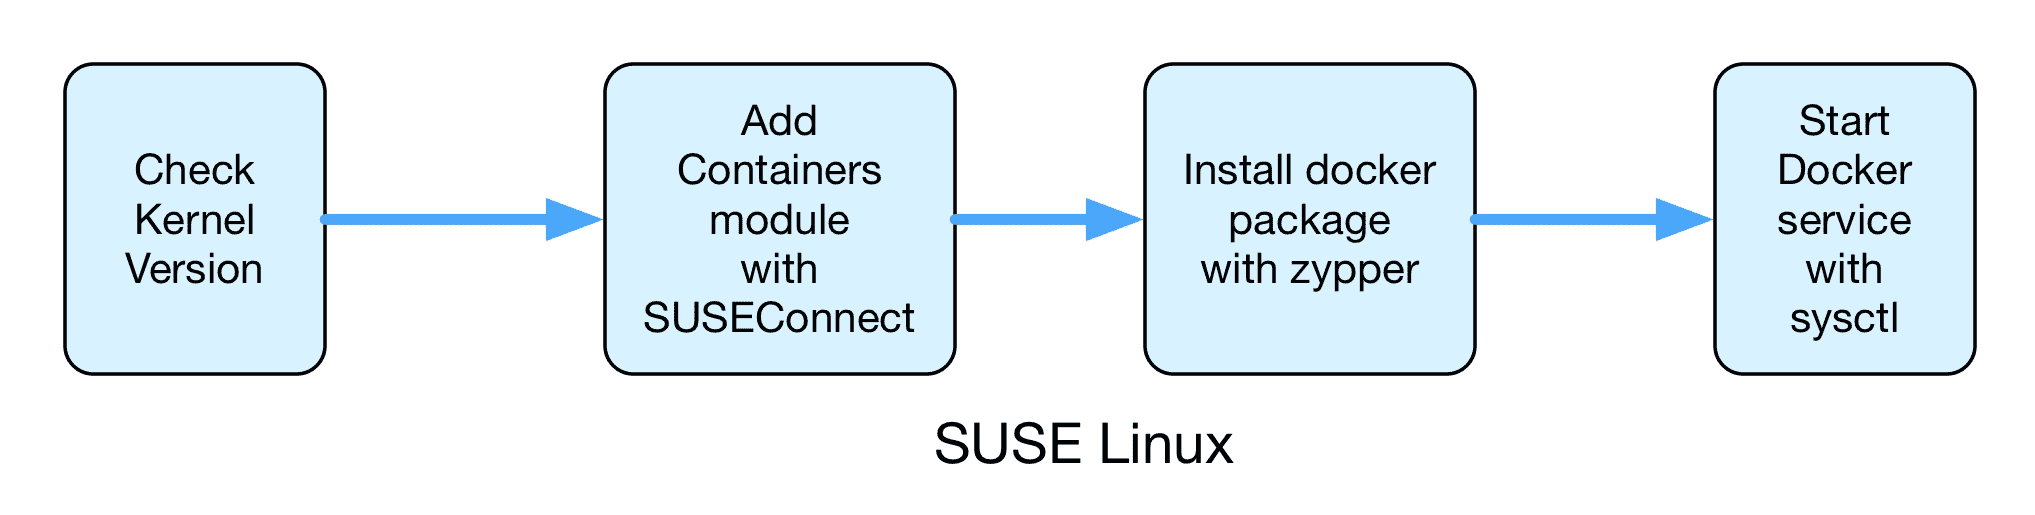 Check
Kernel
Version
Add
Containers
module
with
SUSEConnect
Install docker
package
with zypper
Start
Docker
service
with
sysctl
SUSE Linux